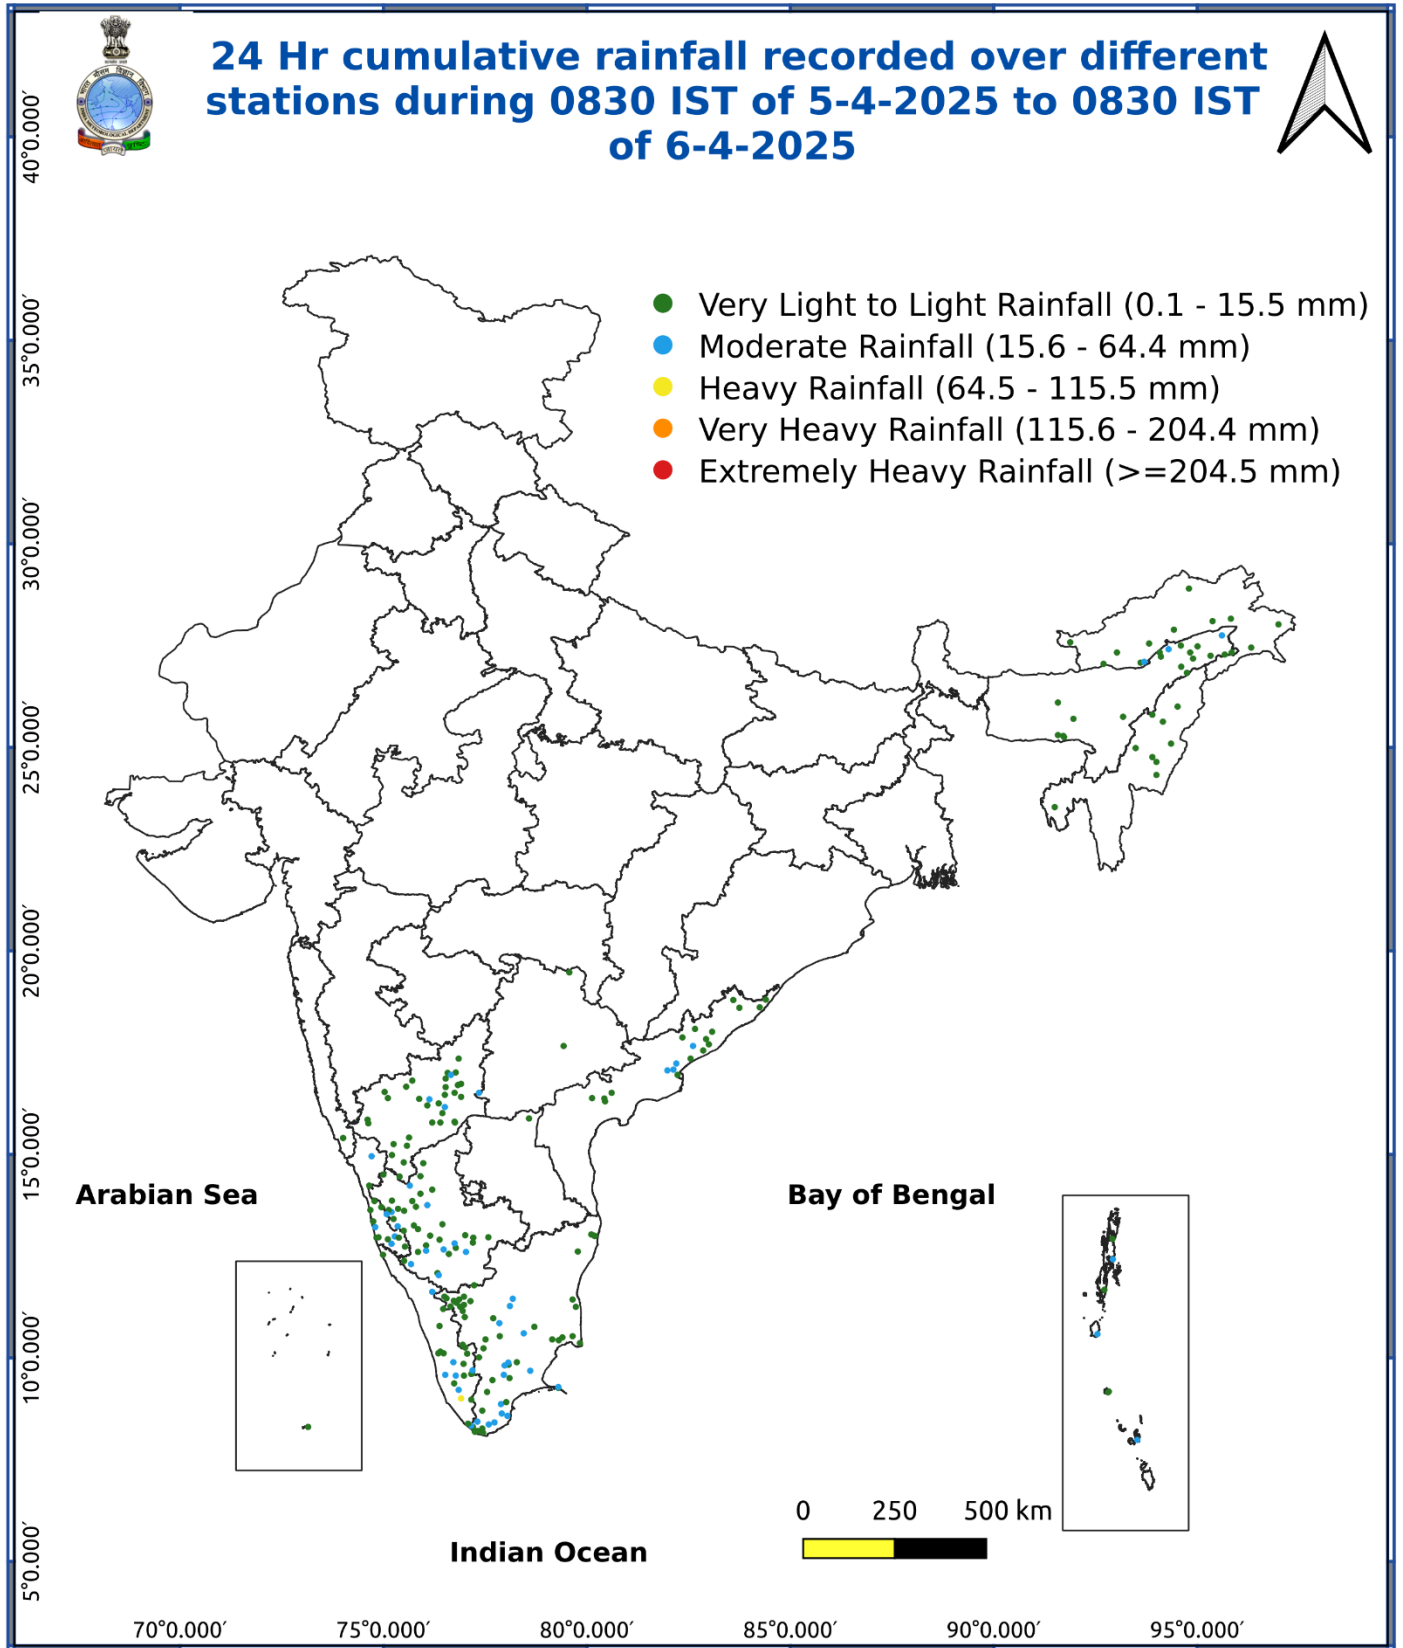 24 Hr cumulative rainfall recorded over different
stations during 0830 IST of 5-4-2025 to 0830 IST
of 6-4-2025
Very Light to Light Rainfall (0.1 - 15.5 mm)
Moderate Rainfall (15.6 - 64.4 mm)
Heavy Rainfall (64.5 - 115.5 mm)
Very Heavy Rainfall (115.6 - 204.4 mm)
Extremely Heavy Rainfall (>=204.5 mm)
40°0.000′
35°0.000′
30°0.000′
25°0.000′
20°0.000′
15°0.000′
10°0.000′
5°0.000′
Arabian Sea
Bay of Bengal
Indian Ocean
0 250 500 km
70°0.000′ 75°0.000′ 80°0.000′ 85°0.000′ 90°0.000′ 95°0.000′